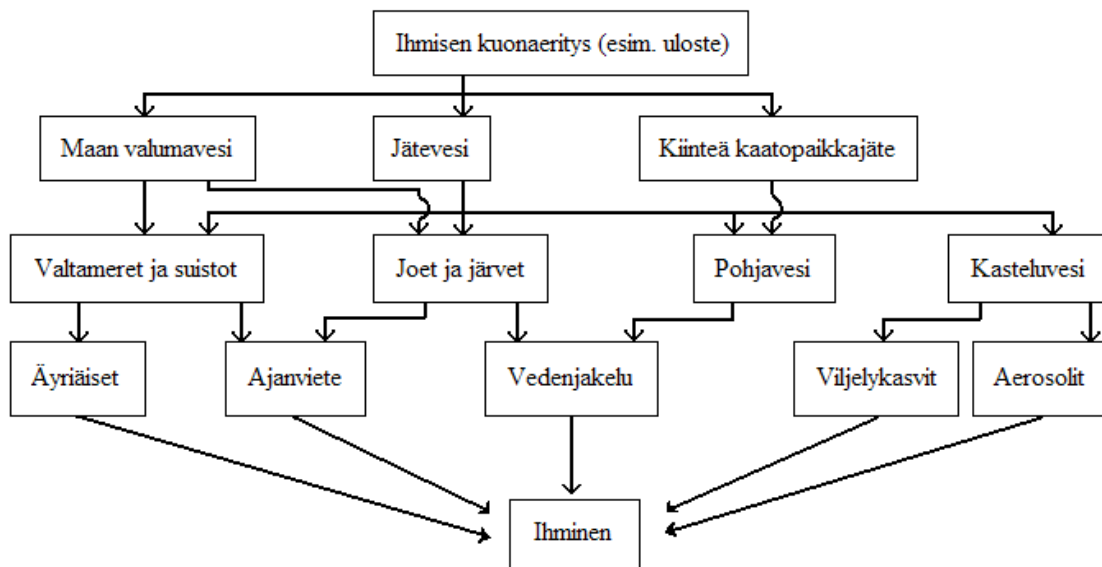 Ihmisen kuonaeritys (esim. uloste)
Maan valumavesi
Jätevesi
Kiinteä kaatopaikkajäte
Valtameret ja suistot
Joet ja järvet
Pohjavesi
Kasteluvesi
Äyriäiset
Ajanviete
Vedenjakelu
Viljelykasvit
Aerosolit
Ihminen